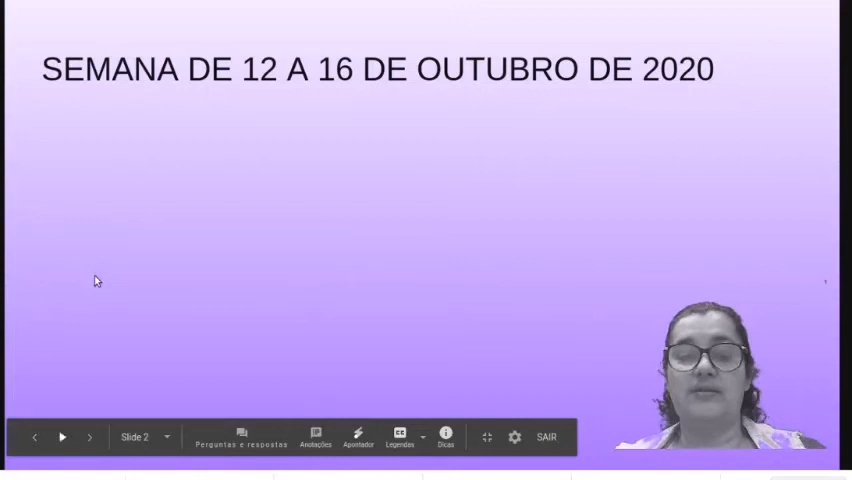 SEMANA DE 12 A 16 DE OUTUBRO DE 2020
Slide 2
Perguntas e respostas
Anotações
Apontador
Legendas
Dicas
SAIR